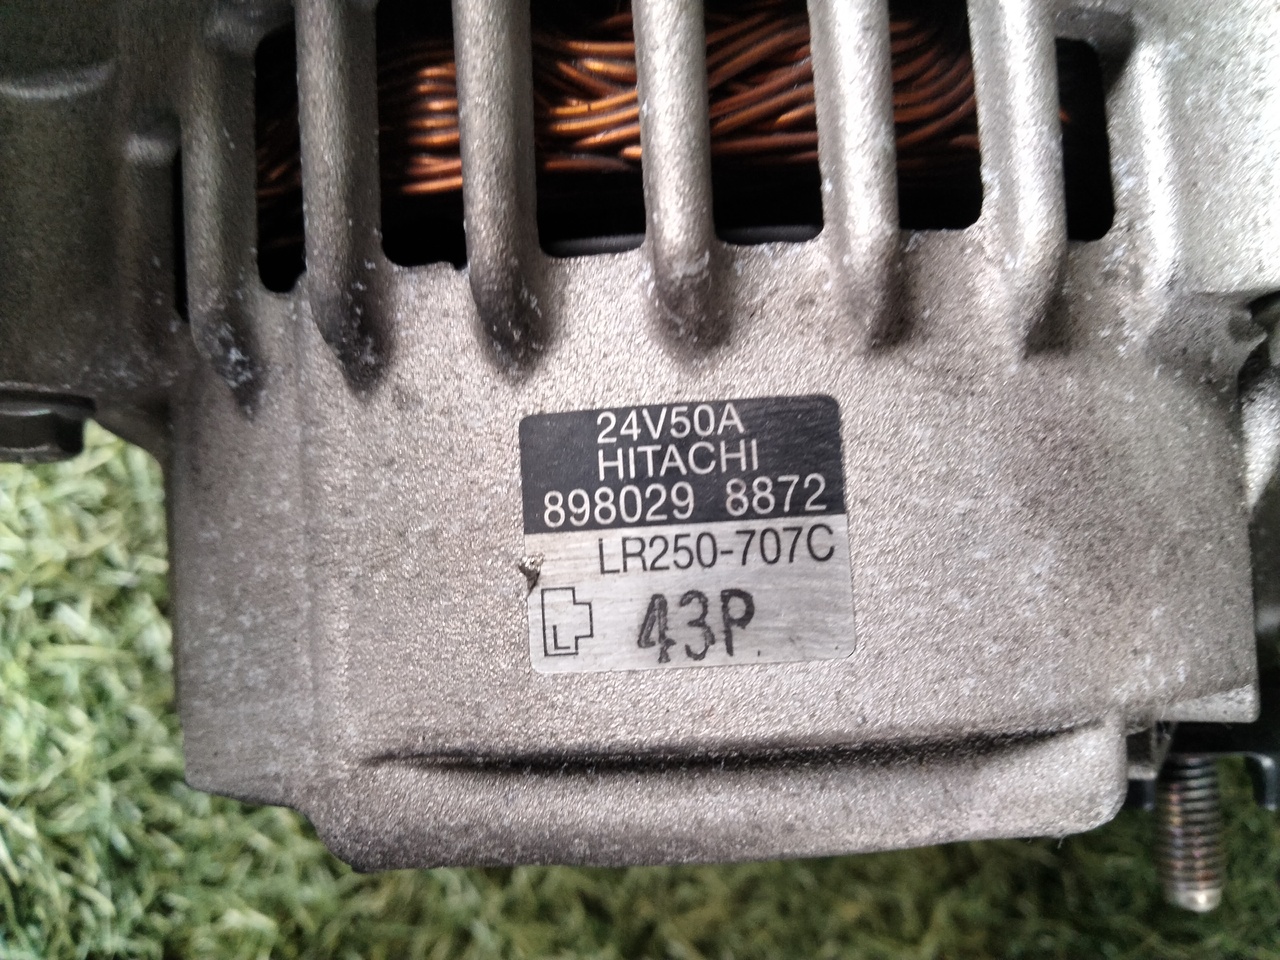 24V50A
HITACHI
898029 8872
LR250-707C
L 43P